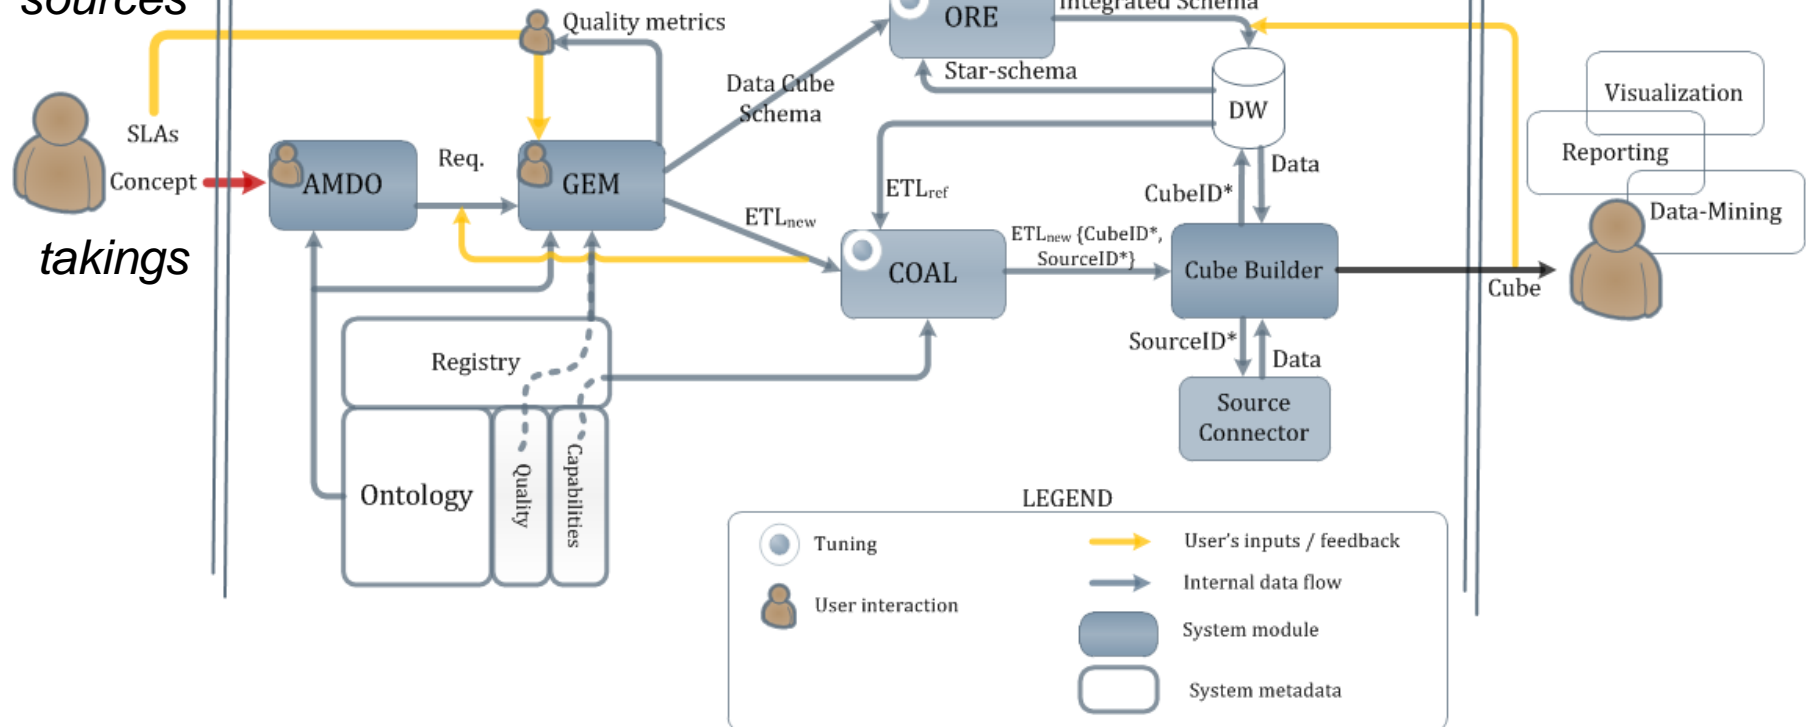 sources
Quality metrics
ORE
Integrated Schema
Data Cube
Schema
Star-schema
DW
Visualization
Reporting
Data-Mining
SLAs
Concept
AMDO
Req.
GEM
ETLref
CubeID*
Data
takings
ETLnew
COAL
ETLnew {CubeID*,
SourceID*}
Cube Builder
Cube
Registry
SourceID*
Data
Source
Connector
Ontology
Quality
Capabilities
LEGEND
Tuning
User's inputs / feedback
Internal data flow
User interaction
System module
System metadata